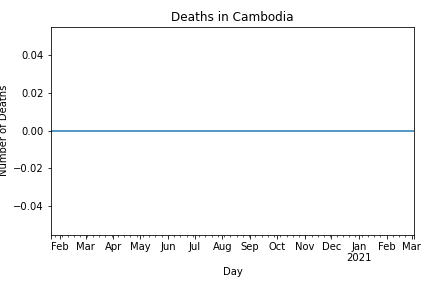 Deaths in Cambodia
0.04
0.02
0.00
−0.02
−0.04
Number of Deaths
Feb Mar Apr May Jun Jul Aug Sep Oct Nov Dec Jan Feb Mar
2021
Day